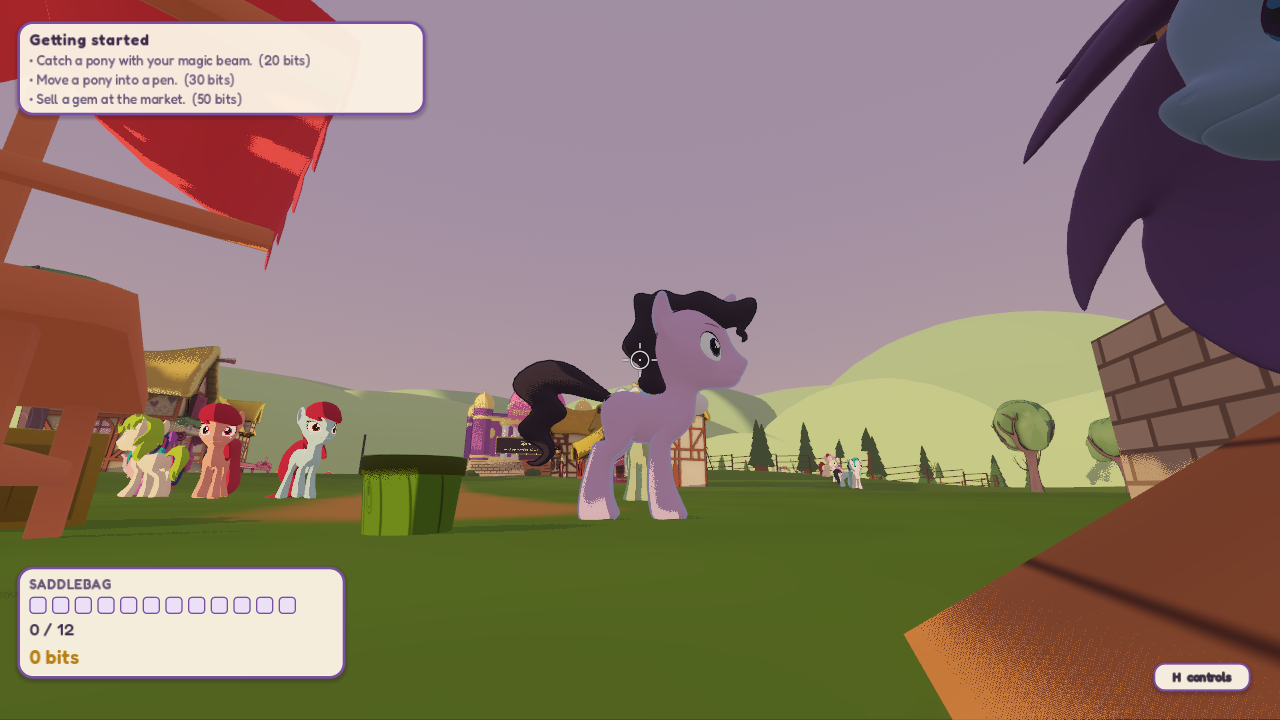 Getting started
• Catch a pony with your magic beam. (20 bits)
• Move a pony into a pen. (30 bits)
• Sell a gem at the market. (50 bits)
SADDLEBAG
0 / 12
0 bits
H controls